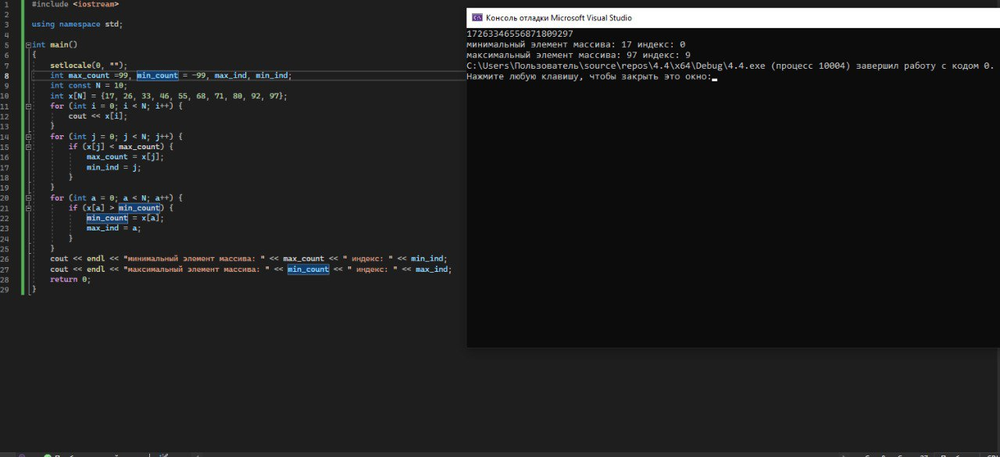 1 #include <iostream>
2
3 using namespace std;
4
5 int main()
6 {
7 setlocale(0, "");
8 int max_count =99, min_count = -99, max_ind, min_ind;
9 int const N = 10;
10 int x[N] = {17, 26, 33, 46, 55, 68, 71, 80, 92, 97};
11 for (int i = 0; i < N; i++) {
12 cout << x[i];
13 }
14 for (int j = 0; j < N; j++) {
15 if (x[j] < max_count) {
16 max_count = x[j];
17 min_ind = j;
18 }
19 }
20 for (int a = 0; a < N; a++) {
21 if (x[a] > min_count) {
22 min_count = x[a];
23 max_ind = a;
24 }
25 }
26 cout << endl << "минимальный элемент массива: " << max_count << " индекс: " << min_ind;
27 cout << endl << "максимальный элемент массива: " << min_count << " индекс: " << max_ind;
28 return 0;
29 }
Консоль отладки Microsoft Visual Studio
17263346556871809297
минимальный элемент массива: 17 индекс: 0
максимальный элемент массива: 97 индекс: 9
C:\Users\Пользователь\source\repos\4.4\x64\Debug\4.4.exe (процесс 10004) завершил работу с кодом 0.
Нажмите любую клавишу, чтобы закрыть это окно: